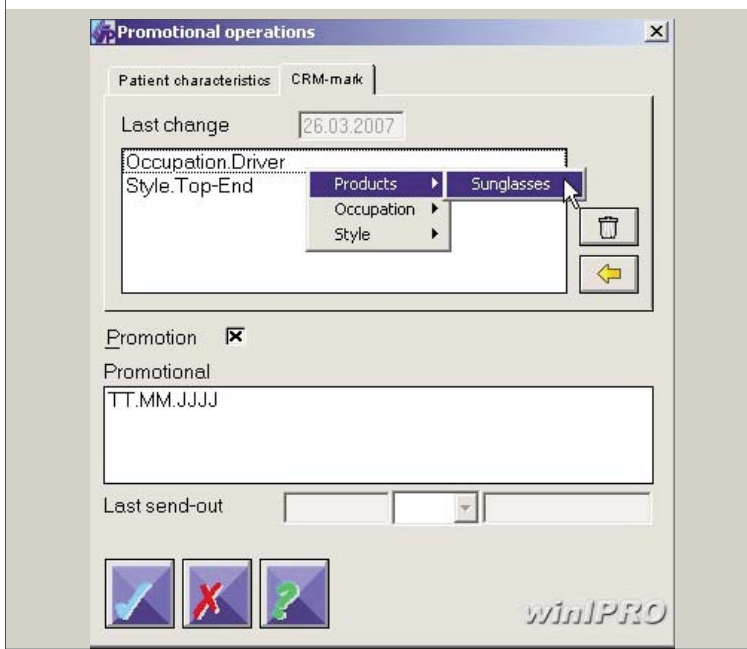 Promotional operations
Patient characteristics CRM-mark
Last change 26.03.2007
Occupation.Driver
Style.Top-End
Products Sunglasses
Occupation
Style
Promotion
Promotional
TT.MM.JJJJ
Last send-out
winIPRO